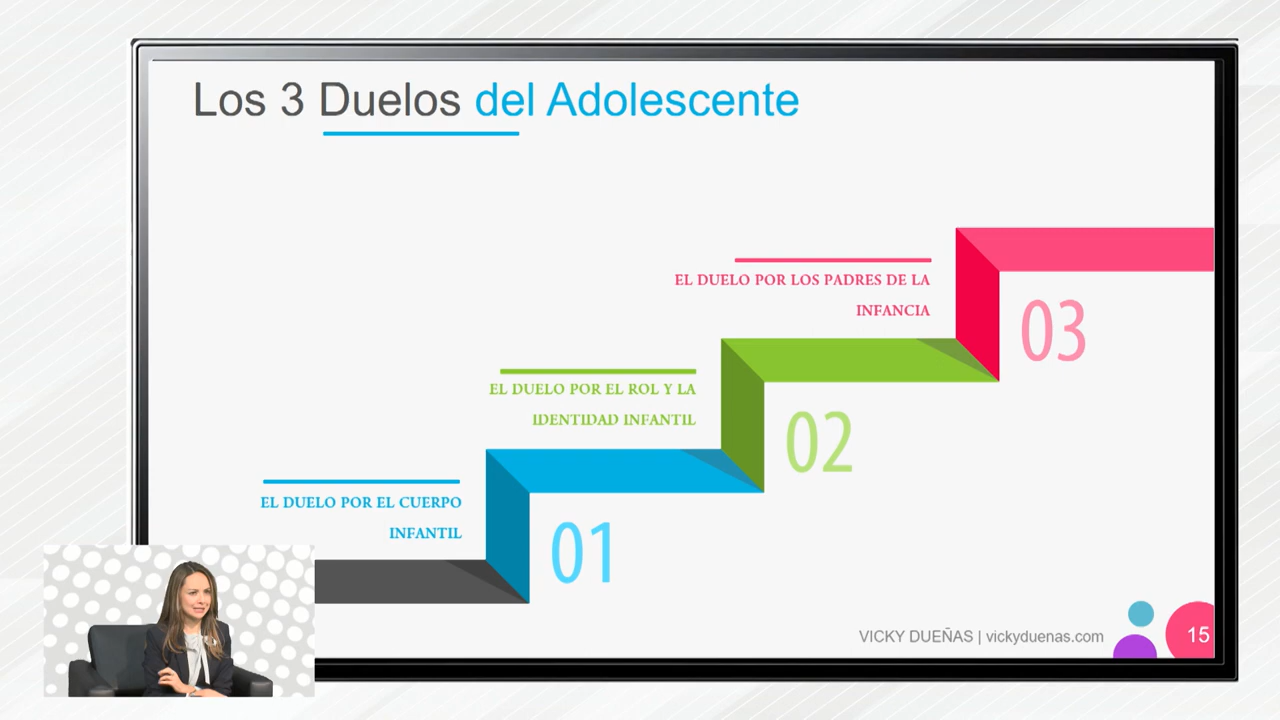 Los 3 Duelos del Adolescente
EL DUELO POR LOS PADRES DE LA
INFANCIA
03
EL DUELO POR EL ROL Y LA
IDENTIDAD INFANTIL
02
EL DUELO POR EL CUERPO
INFANTIL
01
VICKY DUEÑAS | vickyduenas.com
15